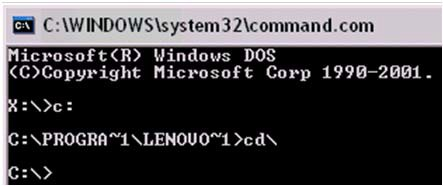 C:\WINDOWS\system32\command.com
Microsoft(R) Windows DOS
(C)Copyright Microsoft Corp 1990-2001.
X:\>c:
C:\PROGRA~1\LENOVO~1>cd\
C:\>